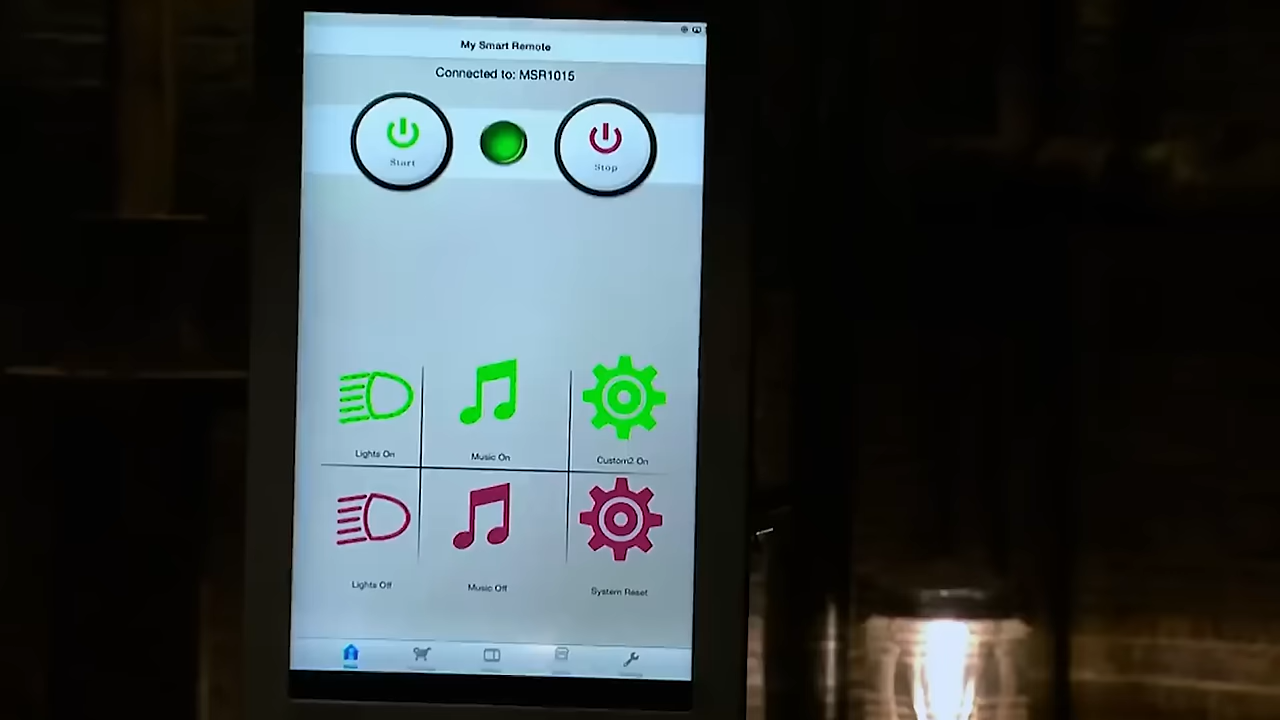 My Smart Remote
Connected to: MSR1015
Start
Stop
Lights On
Music On
Custom2 On
Lights Off
Music Off
System Reset